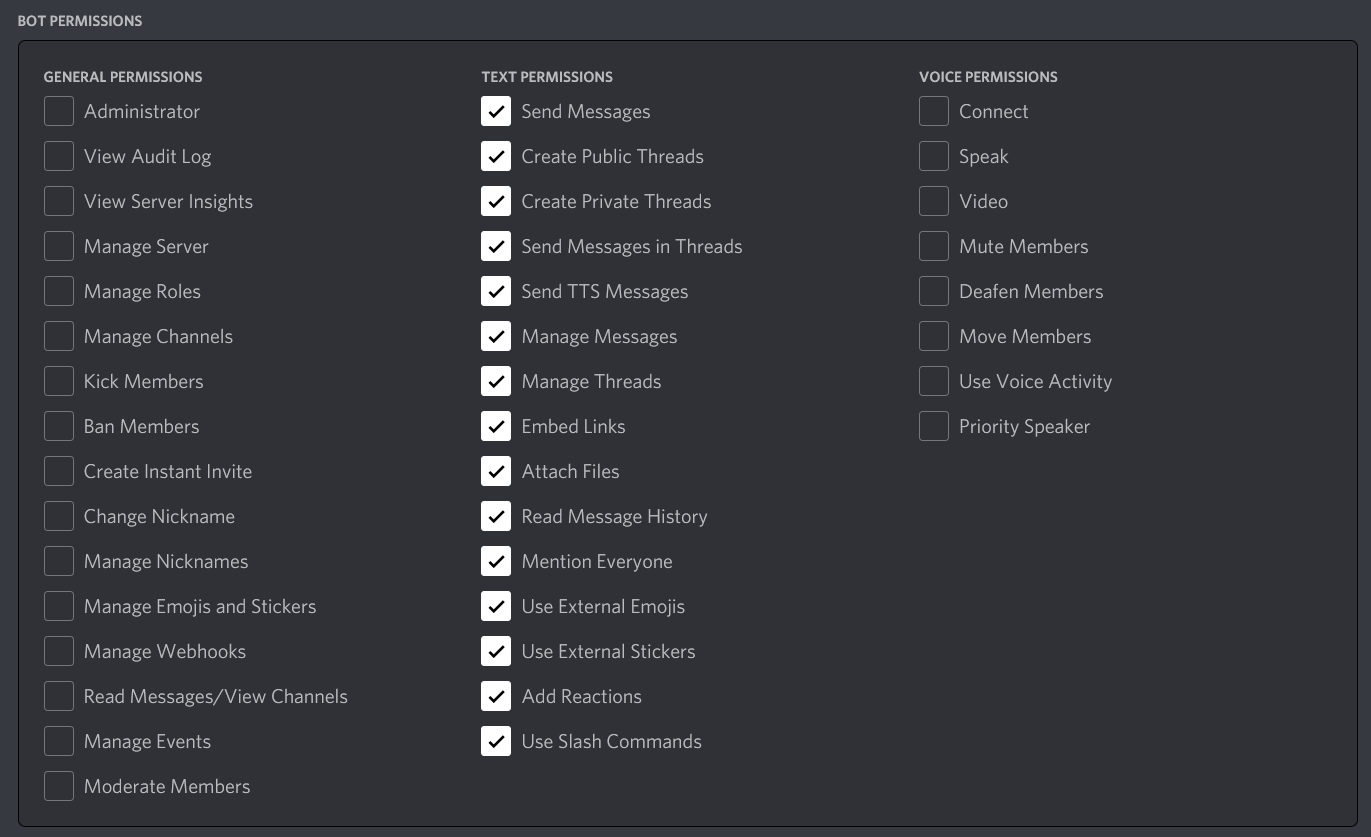 BOT PERMISSIONS
GENERAL PERMISSIONS
Administrator
View Audit Log
View Server Insights
Manage Server
Manage Roles
Manage Channels
Kick Members
Ban Members
Create Instant Invite
Change Nickname
Manage Nicknames
Manage Emojis and Stickers
Manage Webhooks
Read Messages/View Channels
Manage Events
Moderate Members
TEXT PERMISSIONS
Send Messages
Create Public Threads
Create Private Threads
Send Messages in Threads
Send TTS Messages
Manage Messages
Manage Threads
Embed Links
Attach Files
Read Message History
Mention Everyone
Use External Emojis
Use External Stickers
Add Reactions
Use Slash Commands
VOICE PERMISSIONS
Connect
Speak
Video
Mute Members
Deafen Members
Move Members
Use Voice Activity
Priority Speaker